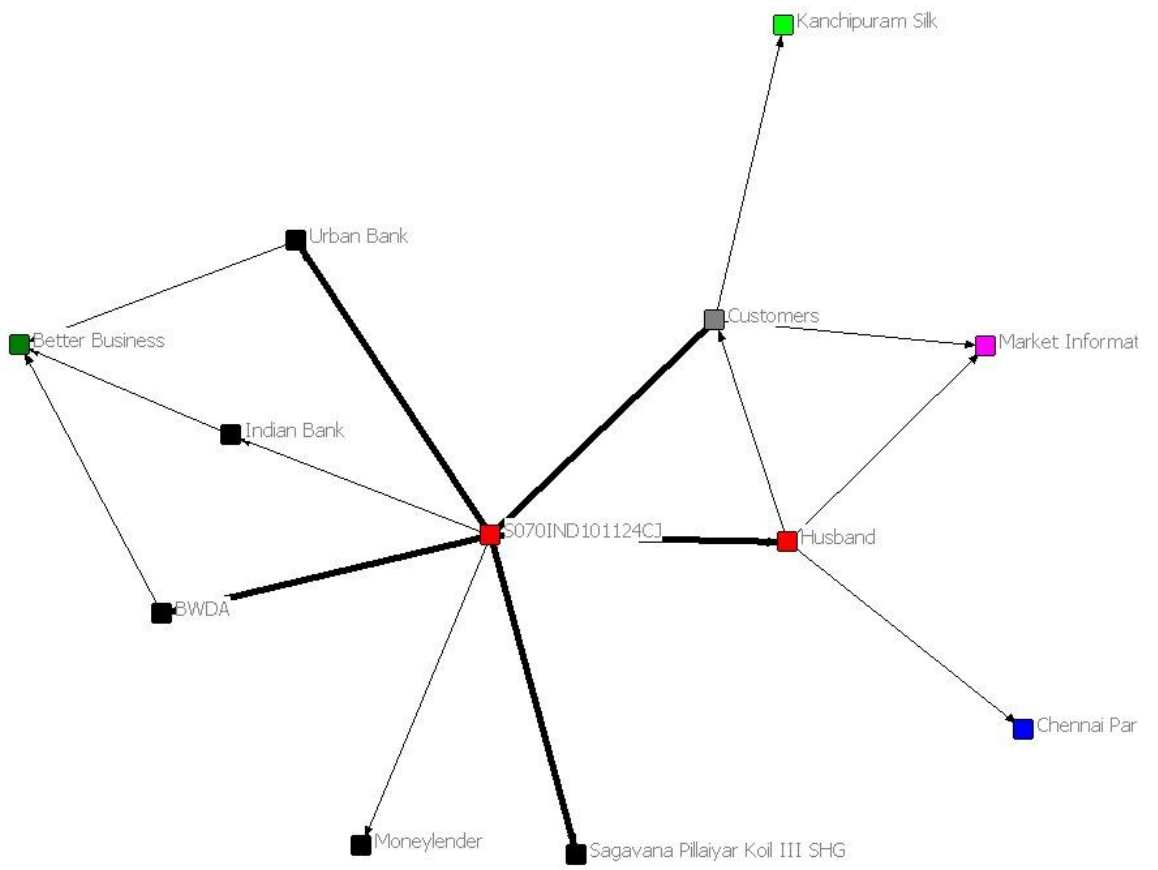 Kanchipuram Silk
Urban Bank
Customers
Better Business
Market Informat
Indian Bank
S070IND101124CJ
Husband
BWDA
Chennai Par
Moneylender
Sagavana Pillaiyar Koil III SHG